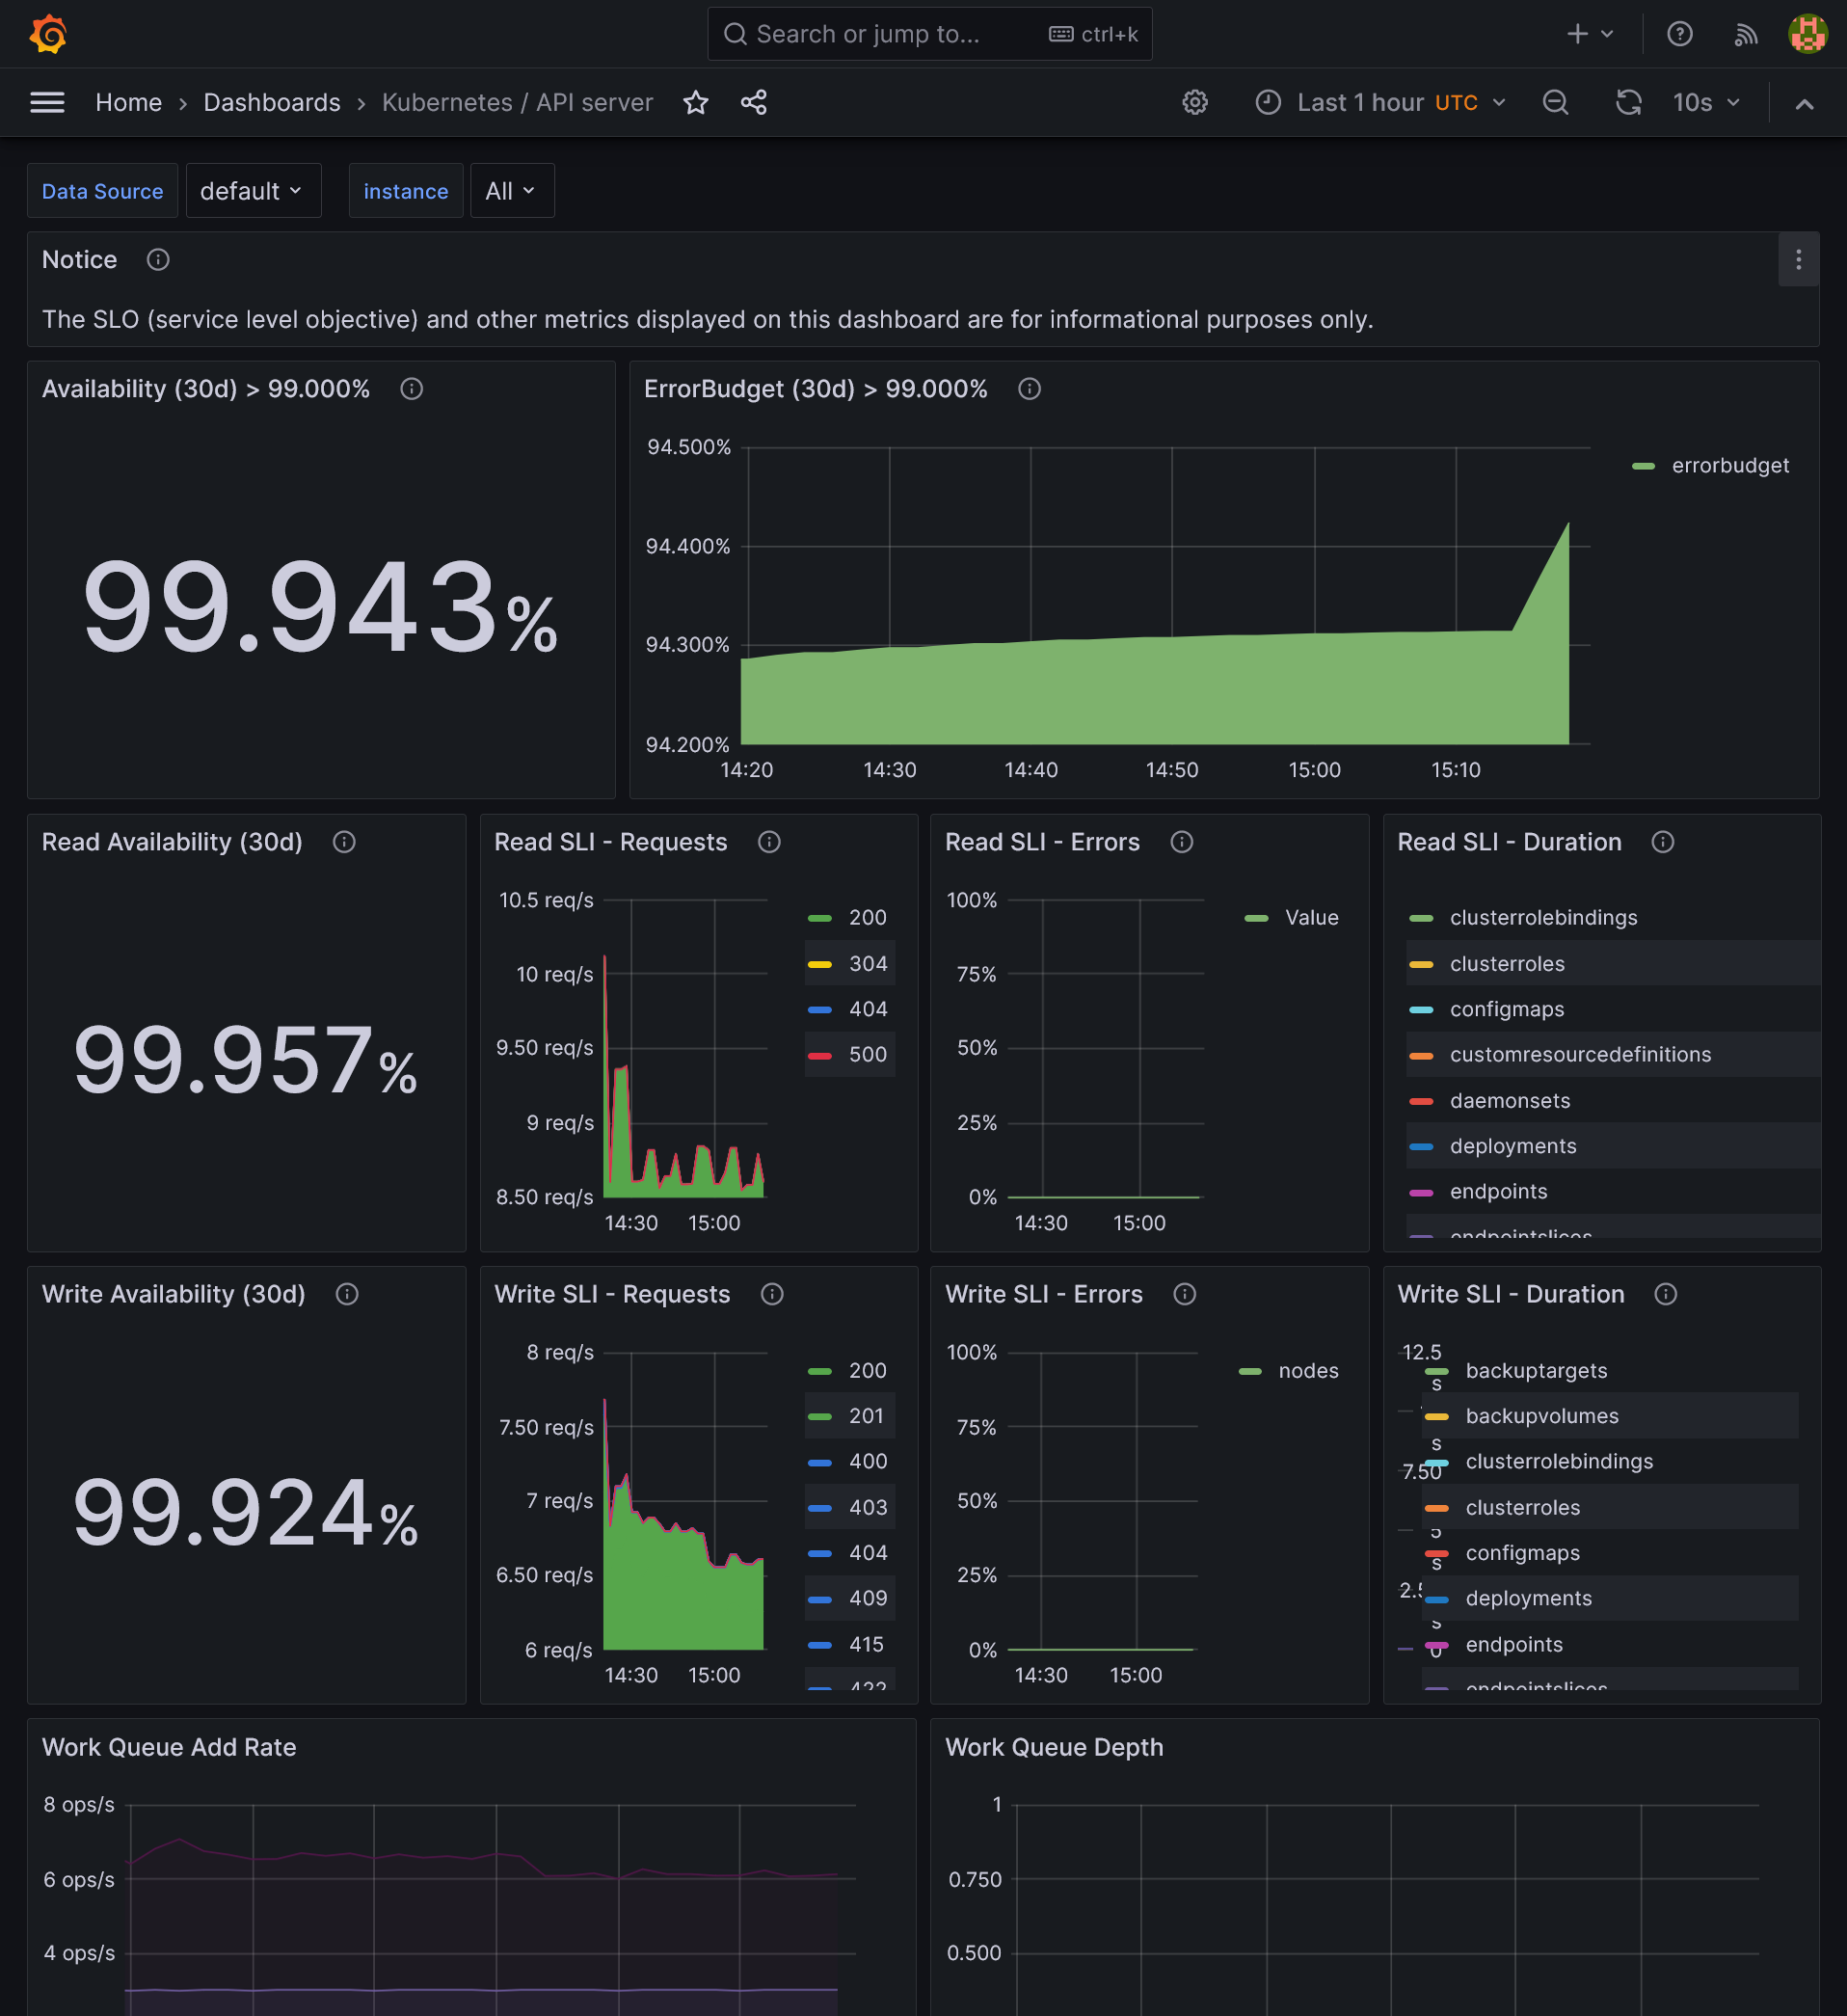 Search or jump to... ctrl+k
Home › Dashboards › Kubernetes / API server
Last 1 hour UTC 10s
Data Source default instance All
Notice
The SLO (service level objective) and other metrics displayed on this dashboard are for informational purposes only.
Availability (30d) > 99.000%
99.943%
ErrorBudget (30d) > 99.000%
94.500%
94.400%
94.300%
94.200%
14:20 14:30 14:40 14:50 15:00 15:10
errorbudget
Read Availability (30d)
99.957%
Read SLI - Requests
10.5 req/s
10 req/s
9.50 req/s
9 req/s
8.50 req/s
14:30 15:00
200
304
404
500
Read SLI - Errors
100%
75%
50%
25%
0%
14:30 15:00
Value
Read SLI - Duration
clusterrolebindings
clusterroles
configmaps
customresourcedefinitions
daemonsets
deployments
endpoints
endpointslices
Write Availability (30d)
99.924%
Write SLI - Requests
8 req/s
7.50 req/s
7 req/s
6.50 req/s
6 req/s
14:30 15:00
200
201
400
403
404
409
415
422
Write SLI - Errors
100%
75%
50%
25%
0%
14:30 15:00
nodes
Write SLI - Duration
12.5
s
s
7.50
5
s
s
0
backuptargets
backupvolumes
clusterrolebindings
clusterroles
configmaps
deployments
endpoints
endpointslices
Work Queue Add Rate
8 ops/s
6 ops/s
4 ops/s
Work Queue Depth
1
0.750
0.500